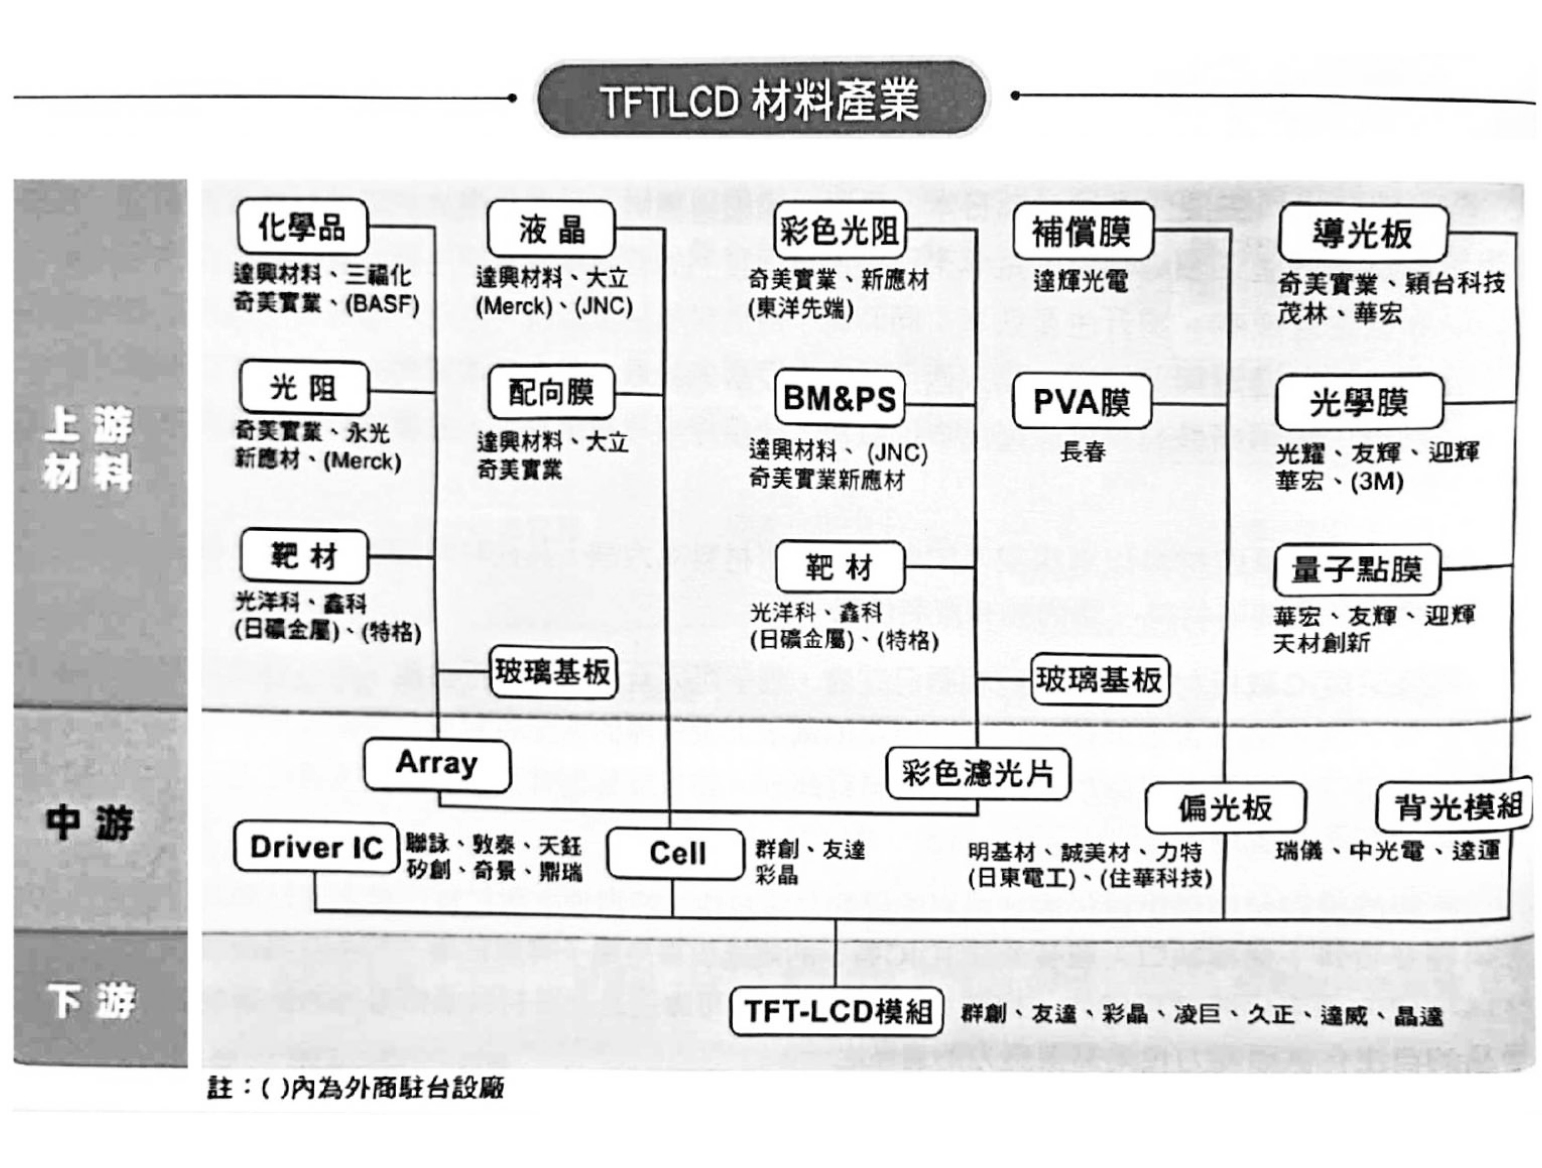 TFTLCD 材料產業
上游
材料
化學品
達興材料、三福化
奇美實業、(BASF)
液晶
達興材料、大立
(Merck)、(JNC)
彩色光阻
奇美實業、新應材
(東洋先端)
補償膜
達輝光電
導光板
奇美實業、穎台科技
茂林、華宏
光阻
奇美實業、永光
新應材、(Merck)
配向膜
達興材料、大立
奇美實業
BM&PS
達興材料、(JNC)
奇美實業新應材
PVA膜
長春
光學膜
光耀、友輝、迎輝
華宏、(3M)
靶材
光洋科、鑫科
(日礦金屬)、(特格)
玻璃基板
靶材
光洋科、鑫科
(日礦金屬)、(特格)
玻璃基板
量子點膜
華宏、友輝、迎輝
天材創新
中游
Array
彩色濾光片
偏光板
明基材、誠美材、力特
(日東電工)、(住華科技)
背光模組
瑞儀、中光電、達運
Driver IC
聯詠、敦泰、天鈺
矽創、奇景、鼎瑞
Cell
群創、友達
彩晶
下游
TFT-LCD模組
群創、友達、彩晶、凌巨、久正、達威、晶達
註：( )內為外商駐台設廠